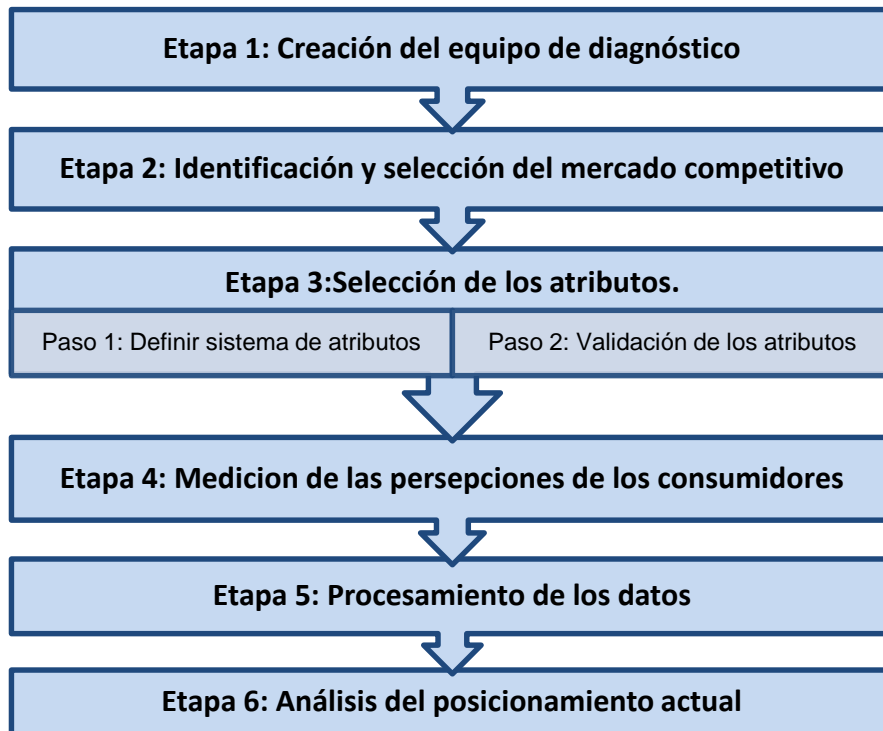 Etapa 1: Creación del equipo de diagnóstico
Etapa 2: Identificación y selección del mercado competitivo
Etapa 3:Selección de los atributos.
Paso 1: Definir sistema de atributos
Paso 2: Validación de los atributos
Etapa 4: Medicion de las persepciones de los consumidores
Etapa 5: Procesamiento de los datos
Etapa 6: Análisis del posicionamiento actual